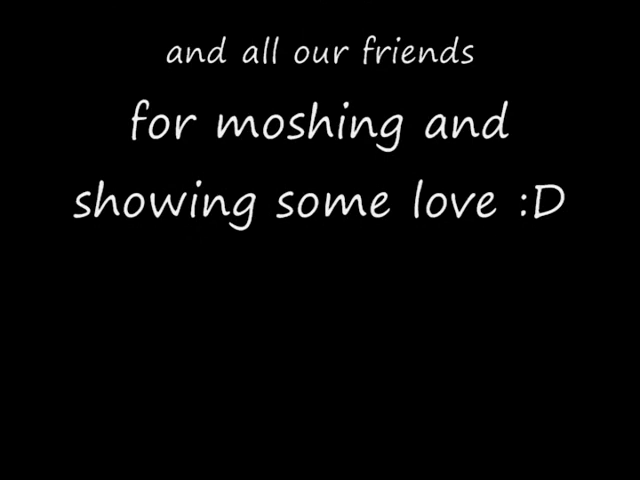 and all our friends
for moshing and
showing some love :D